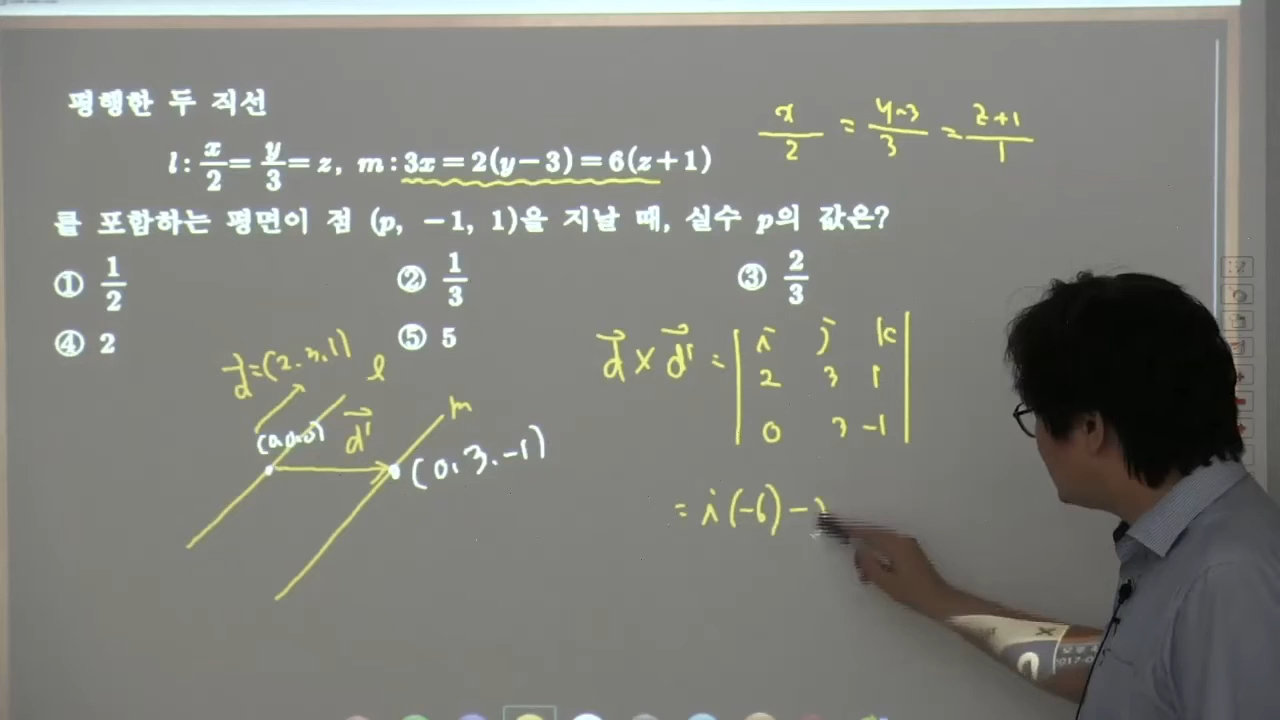 평행한 두 직선
l : x/2 = y/3 = z, m : 3x = 2(y-3) = 6(z+1)
를 포함하는 평면이 점 (p, -1, 1)을 지날 때, 실수 p의 값은?
① 1/2 ② 1/3 ③ 2/3
④ 2 ⑤ 5
x/2 = y-3/3 = z+1/1
d⃗=(2, 3, 1) l
(0,0,0) d⃗' m
(0, 3, -1)
d⃗ × d⃗' = | i j k
2 3 1
0 3 -1 |
= i(-6) -